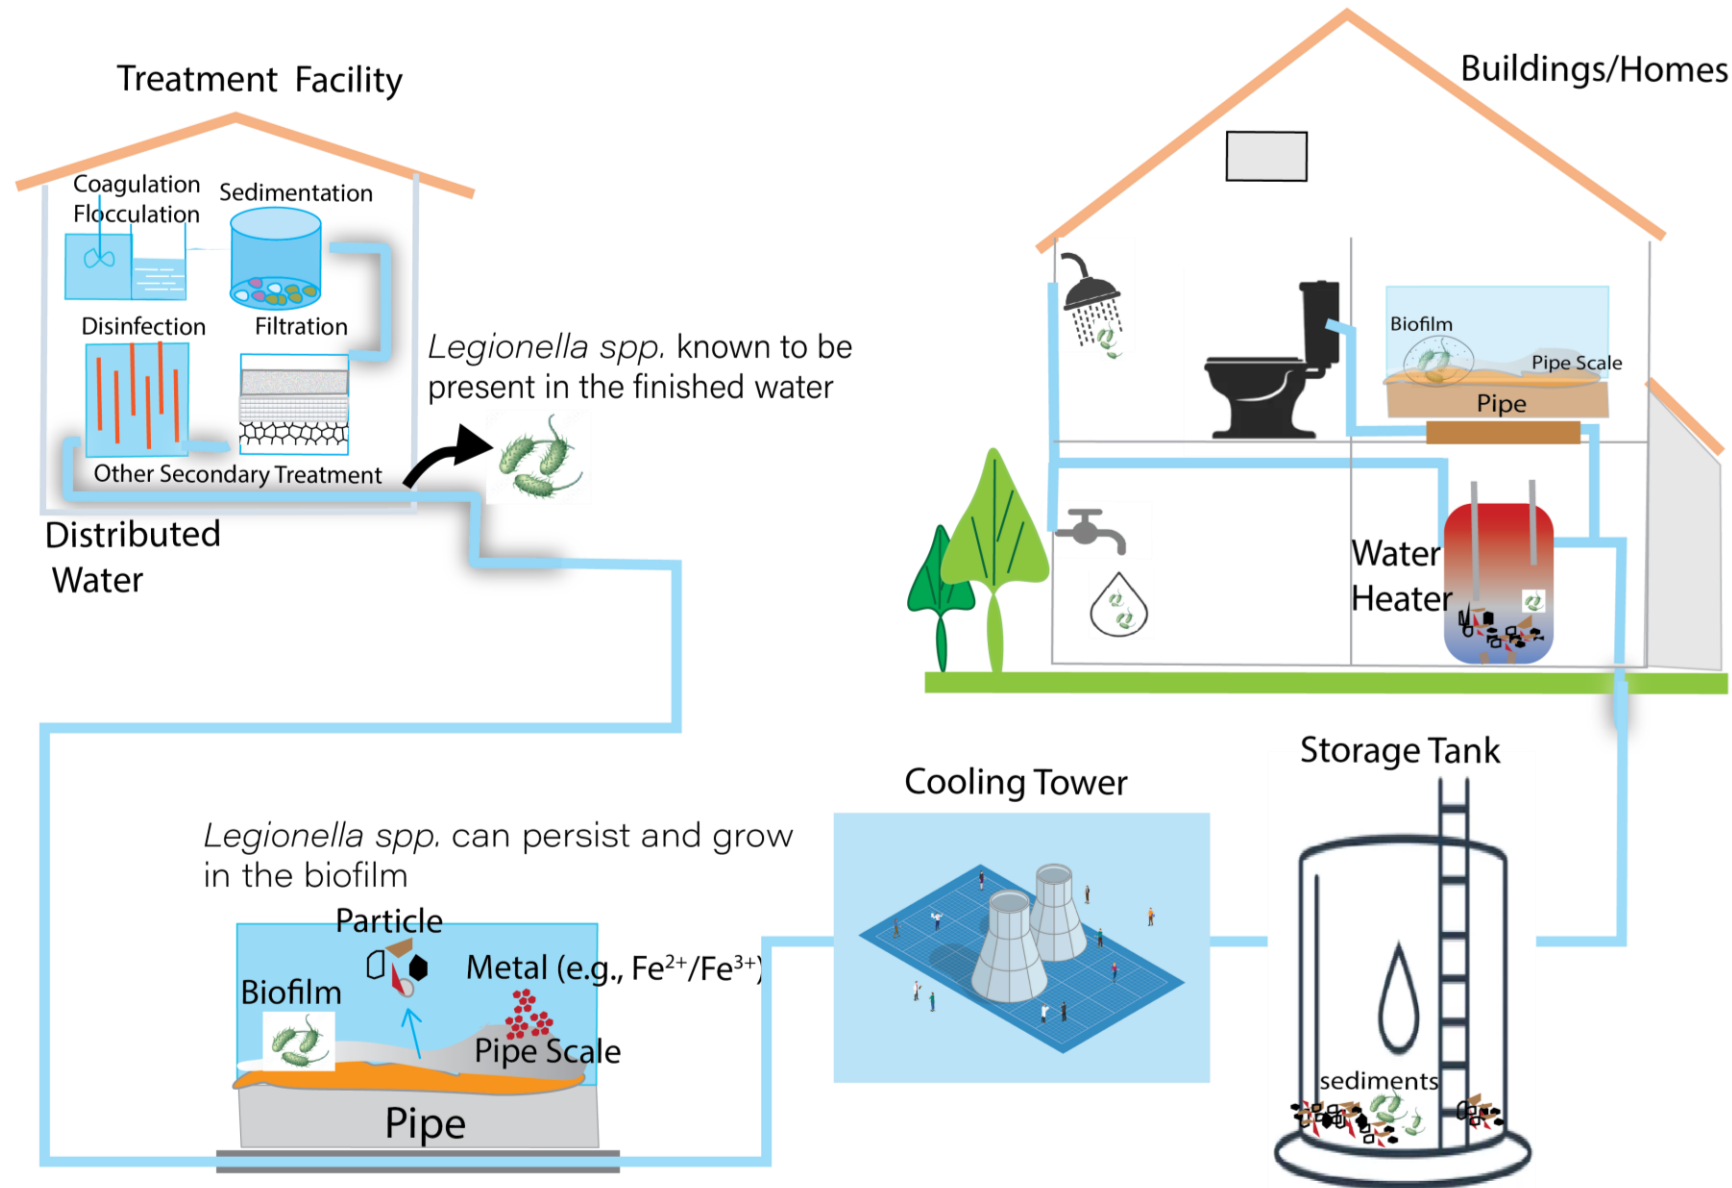 Treatment Facility
Coagulation
Flocculation
Sedimentation
Disinfection
Filtration
Other Secondary Treatment
Legionella spp. known to be
present in the finished water
Distributed
Water
Buildings/Homes
Biofilm
Pipe Scale
Pipe
Water
Heater
Legionella spp. can persist and grow
in the biofilm
Particle
Metal (e.g., Fe²⁺/Fe³⁺)
Biofilm
Pipe Scale
Pipe
Cooling Tower
Storage Tank
sediments